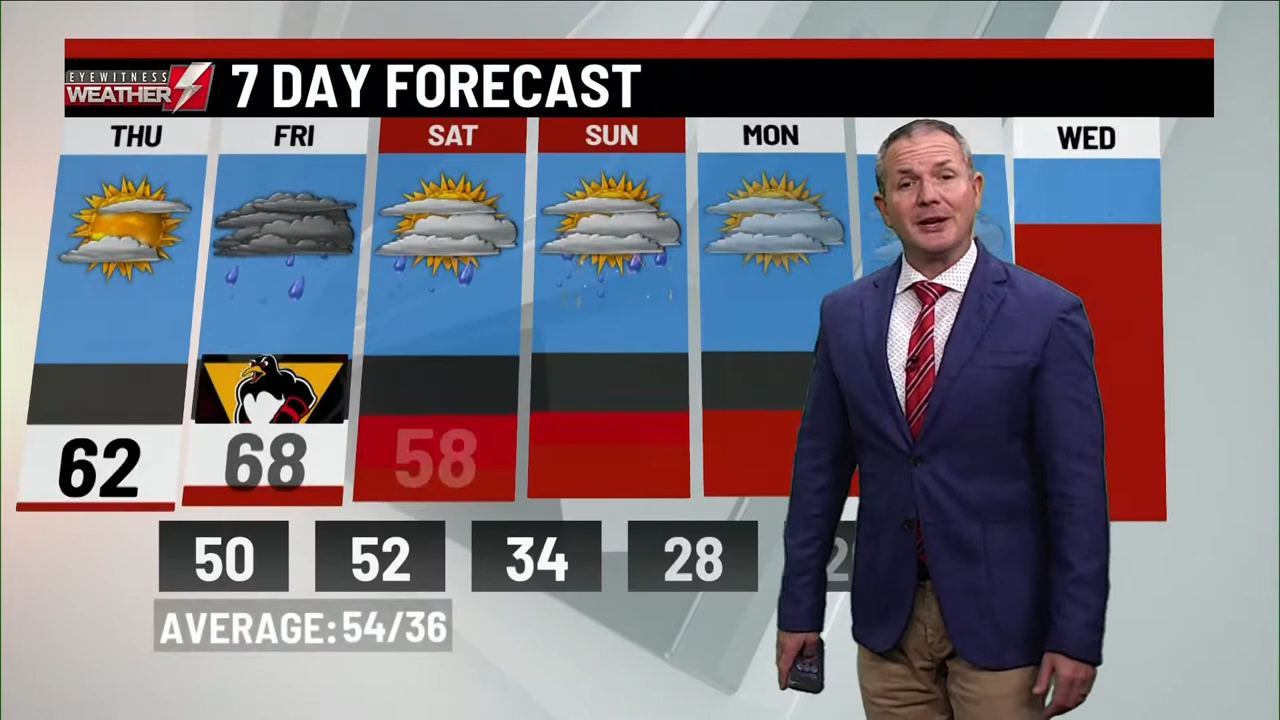 EYEWITNESS
WEATHER
7 DAY FORECAST
THU
FRI
SAT
SUN
MON
WED
62
68
58
50
52
34
28
AVERAGE: 54/36